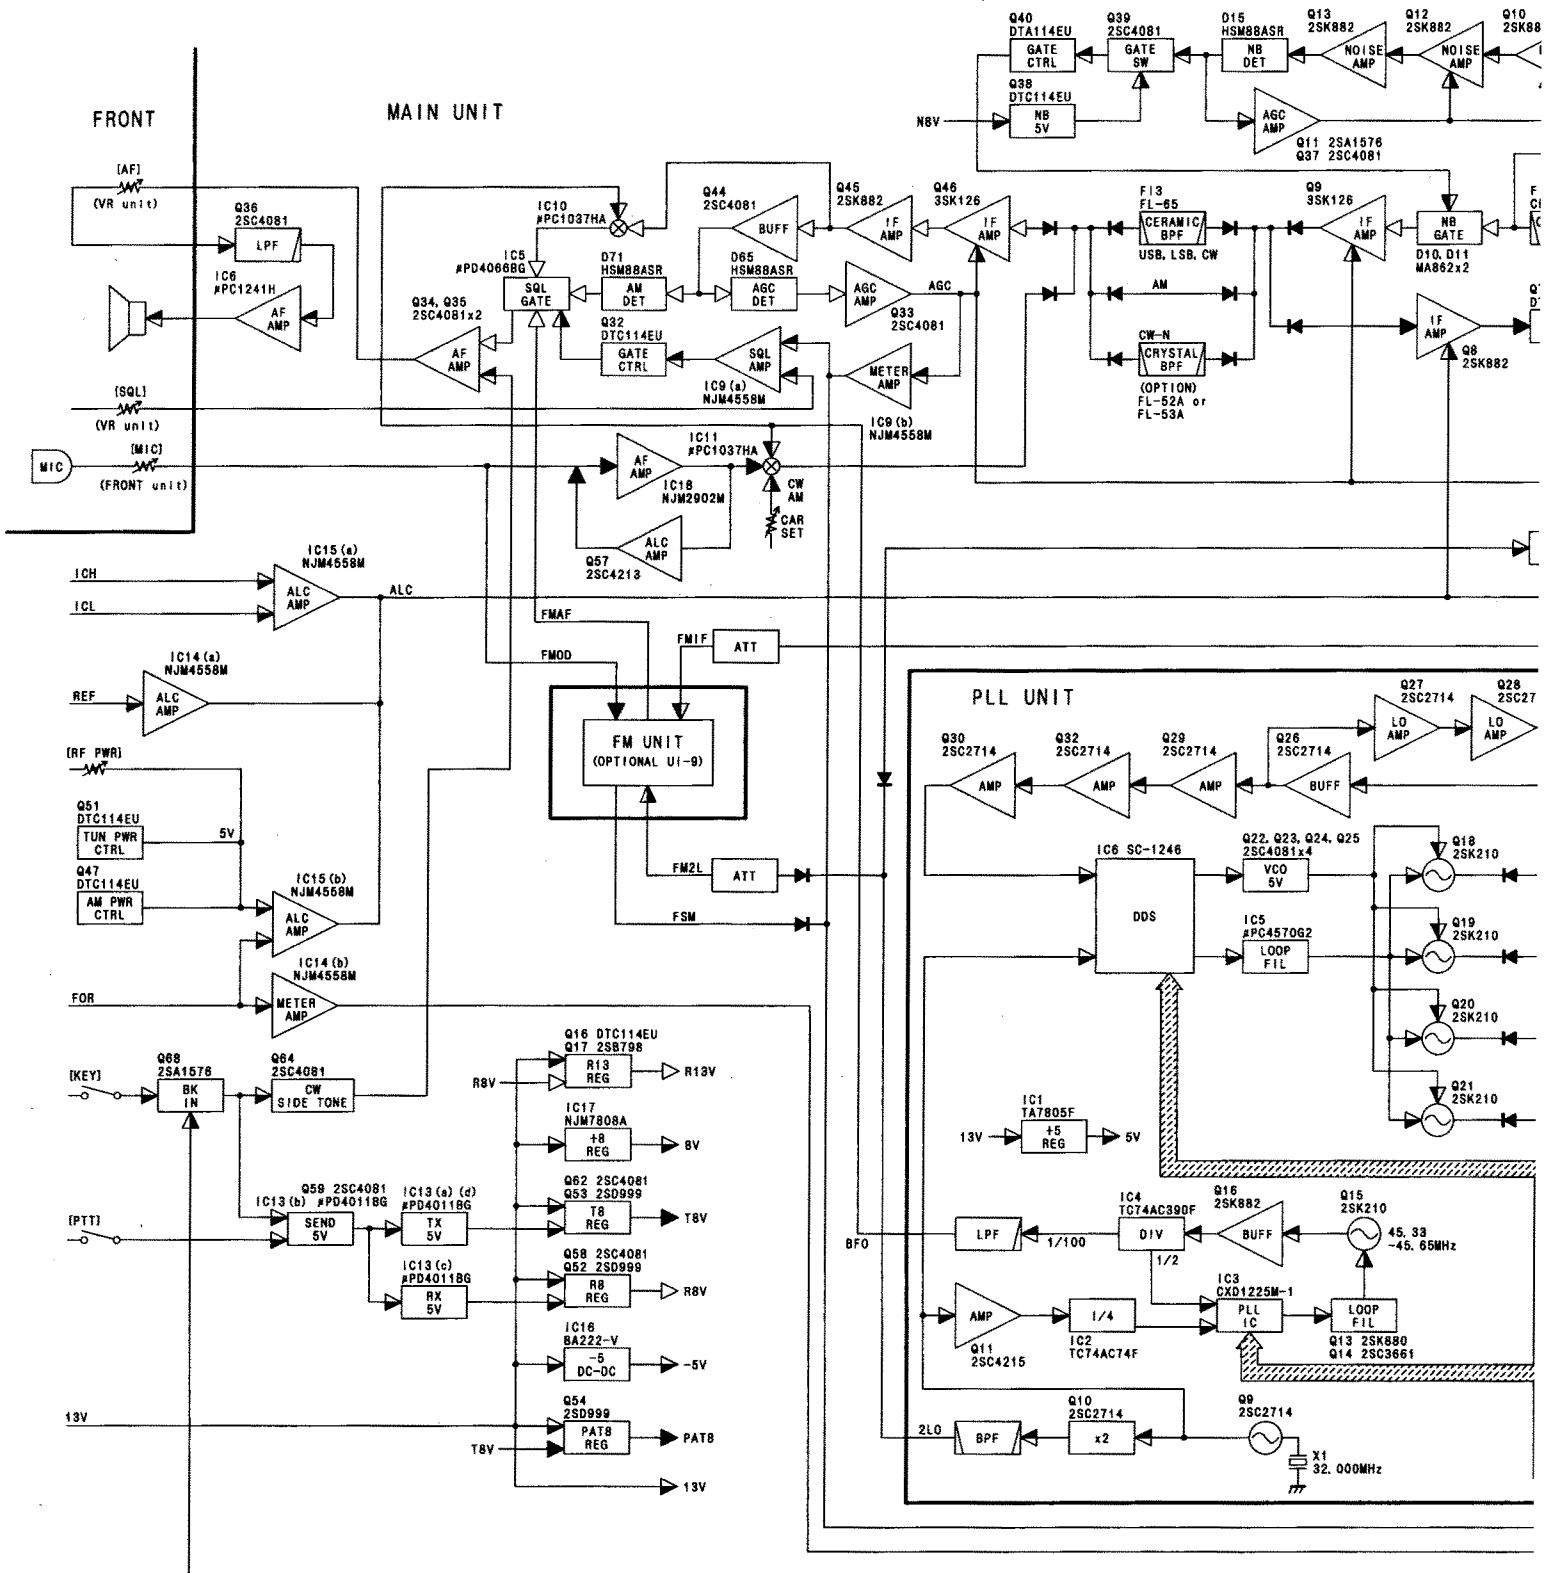 FRONT
MAIN UNIT
[AF]
(VR unit)
Q36
2SC4081
LPF
IC6
μPC1241H
AF
AMP
[SQL]
(VR unit)
MIC
[MIC]
(FRONT unit)
Q40
DTA114EU
GATE
CTRL
Q39
2SC4081
GATE
SW
D15
HSM88ASR
NB
DET
Q13
2SK882
NOISE
AMP
Q12
2SK882
NOISE
AMP
Q10
2SK88
N8V
Q38
DTC114EU
NB
5V
AGC
AMP
Q11 2SA1576
Q37 2SC4081
IC10
μPC1037HA
Q44
2SC4081
BUFF
Q45
2SK882
IF
AMP
Q46
3SK126
IF
AMP
FI3
FL-65
CERAMIC
BPF
USB, LSB, CW
AM
CW-N
CRYSTAL
BPF
(OPTION)
FL-52A or
FL-53A
Q9
3SK126
IF
AMP
NB
GATE
D10, D11
MA862x2
IF
AMP
Q8
2SK882
IC5
μPD4066BG
SQL
GATE
D71
HSM88ASR
AM
DET
D65
HSM88ASR
AGC
DET
AGC
AMP
AGC
Q33
2SC4081
Q34, Q35
2SC4081x2
AF
AMP
Q32
DTC114EU
GATE
CTRL
SQL
AMP
IC9(a)
NJM4558M
METER
AMP
IC9(b)
NJM4558M
AF
AMP
IC18
NJM2902M
IC11
μPC1037HA
CW
AM
CAR
SET
ALC
AMP
Q57
2SC4213
ICH
ICL
IC15(a)
NJM4558M
ALC
AMP
ALC
REF
IC14(a)
NJM4558M
ALC
AMP
[RF PWR]
Q51
DTC114EU
TUN PWR
CTRL
5V
Q47
DTC114EU
AM PWR
CTRL
IC15(b)
NJM4558M
ALC
AMP
FOR
IC14(b)
NJM4558M
METER
AMP
FMAF
FMOD
FMIF
ATT
FM UNIT
(OPTIONAL UI-9)
FM2L
ATT
FSM
[KEY]
Q68
2SA1576
BK
IN
Q64
2SC4081
CW
SIDE TONE
[PTT]
Q59 2SC4081
IC13(b) μPD4011BG
SEND
5V
IC13(a)(d)
μPD4011BG
TX
5V
IC13(c)
μPD4011BG
RX
5V
Q16 DTC114EU
Q17 2SB798
R13
REG
R8V
R13V
IC17
NJM7808A
+8
REG
8V
Q62 2SC4081
Q53 2SD999
T8
REG
T8V
Q58 2SC4081
Q52 2SD999
R8
REG
R8V
IC16
BA222-V
-5
DC-DC
-5V
Q54
2SD999
PAT8
REG
13V
T8V
PAT8
13V
PLL UNIT
Q27
2SC2714
LO
AMP
Q28
2SC27
LO
AMP
Q30
2SC2714
AMP
Q32
2SC2714
AMP
Q29
2SC2714
AMP
Q26
2SC2714
BUFF
IC6 SC-1246
DDS
Q22, Q23, Q24, Q25
2SC4081x4
VCO
5V
IC5
μPC4570G2
LOOP
FIL
Q18
2SK210
Q19
2SK210
Q20
2SK210
Q21
2SK210
IC1
TA7805F
13V
+5
REG
5V
BFO
LPF
1/100
IC4
TC74AC390F
DIV
1/2
Q16
2SK882
BUFF
Q15
2SK210
45.33
-45.65MHz
AMP
Q11
2SC4215
1/4
IC2
TC74AC74F
IC3
CXD1225M-1
PLL
IC
LOOP
FIL
Q13 2SK880
Q14 2SC3661
2LO
BPF
Q10
2SC2714
x2
Q9
2SC2714
X1
32.000MHz